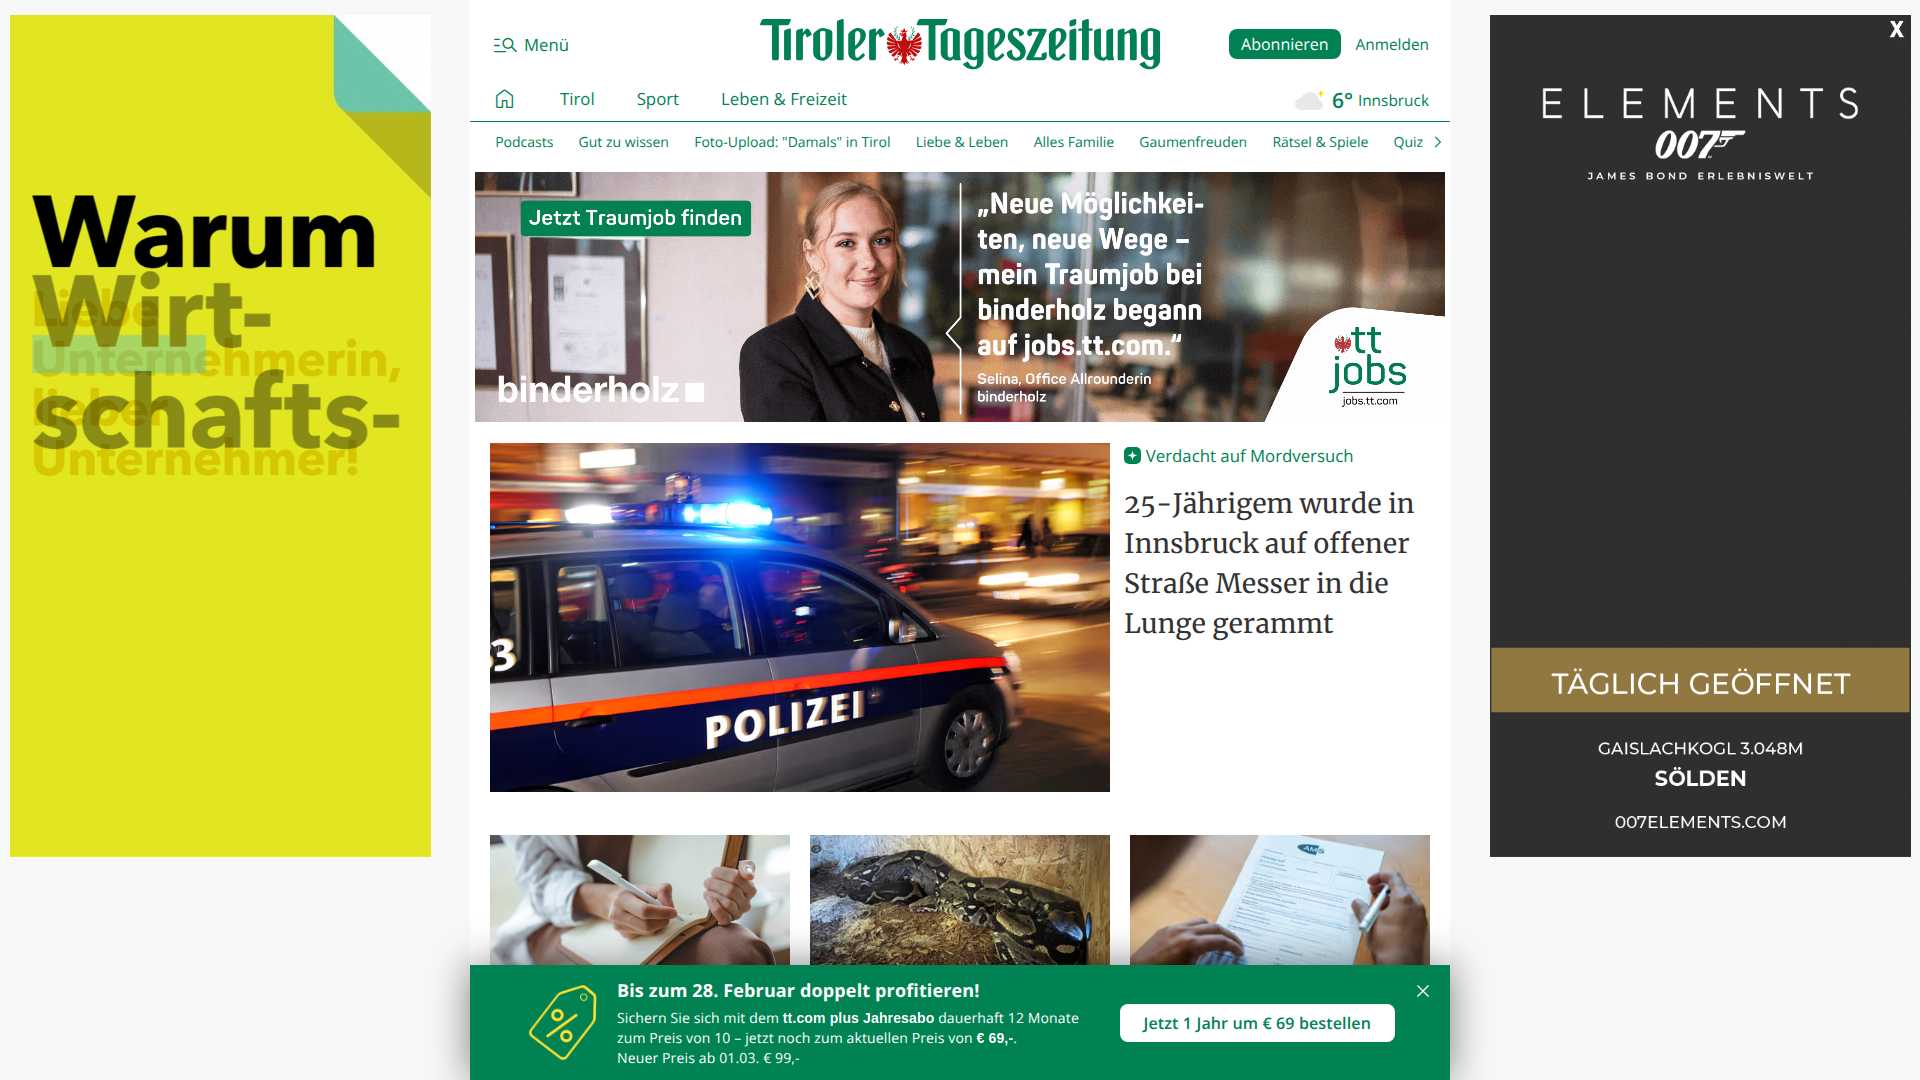 Menü
Tiroler Tageszeitung
Abonnieren
Anmelden
Tirol
Sport
Leben & Freizeit
6° Innsbruck
Podcasts
Gut zu wissen
Foto-Upload: "Damals" in Tirol
Liebe & Leben
Alles Familie
Gaumenfreuden
Rätsel & Spiele
Quiz
Warum
Wirt-
schafts-
Liebe
Unternehmerin,
lieber
Unternehmer!
Jetzt Traumjob finden
„Neue Möglichkei-
ten, neue Wege –
mein Traumjob bei
binderholz begann
auf jobs.tt.com.“
Selina, Office Allrounderin
binderholz
binderholz
tt
jobs
jobs.tt.com
X
ELEMENTS
007
JAMES BOND ERLEBNISWELT
TÄGLICH GEÖFFNET
GAISLACHKOGL 3.048M
SÖLDEN
007ELEMENTS.COM
Verdacht auf Mordversuch
25-Jährigem wurde in
Innsbruck auf offener
Straße Messer in die
Lunge gerammt
3
POLIZEI
AMS
Bis zum 28. Februar doppelt profitieren!
Sichern Sie sich mit dem tt.com plus Jahresabo dauerhaft 12 Monate
zum Preis von 10 – jetzt noch zum aktuellen Preis von € 69,-.
Neuer Preis ab 01.03. € 99,-
Jetzt 1 Jahr um € 69 bestellen